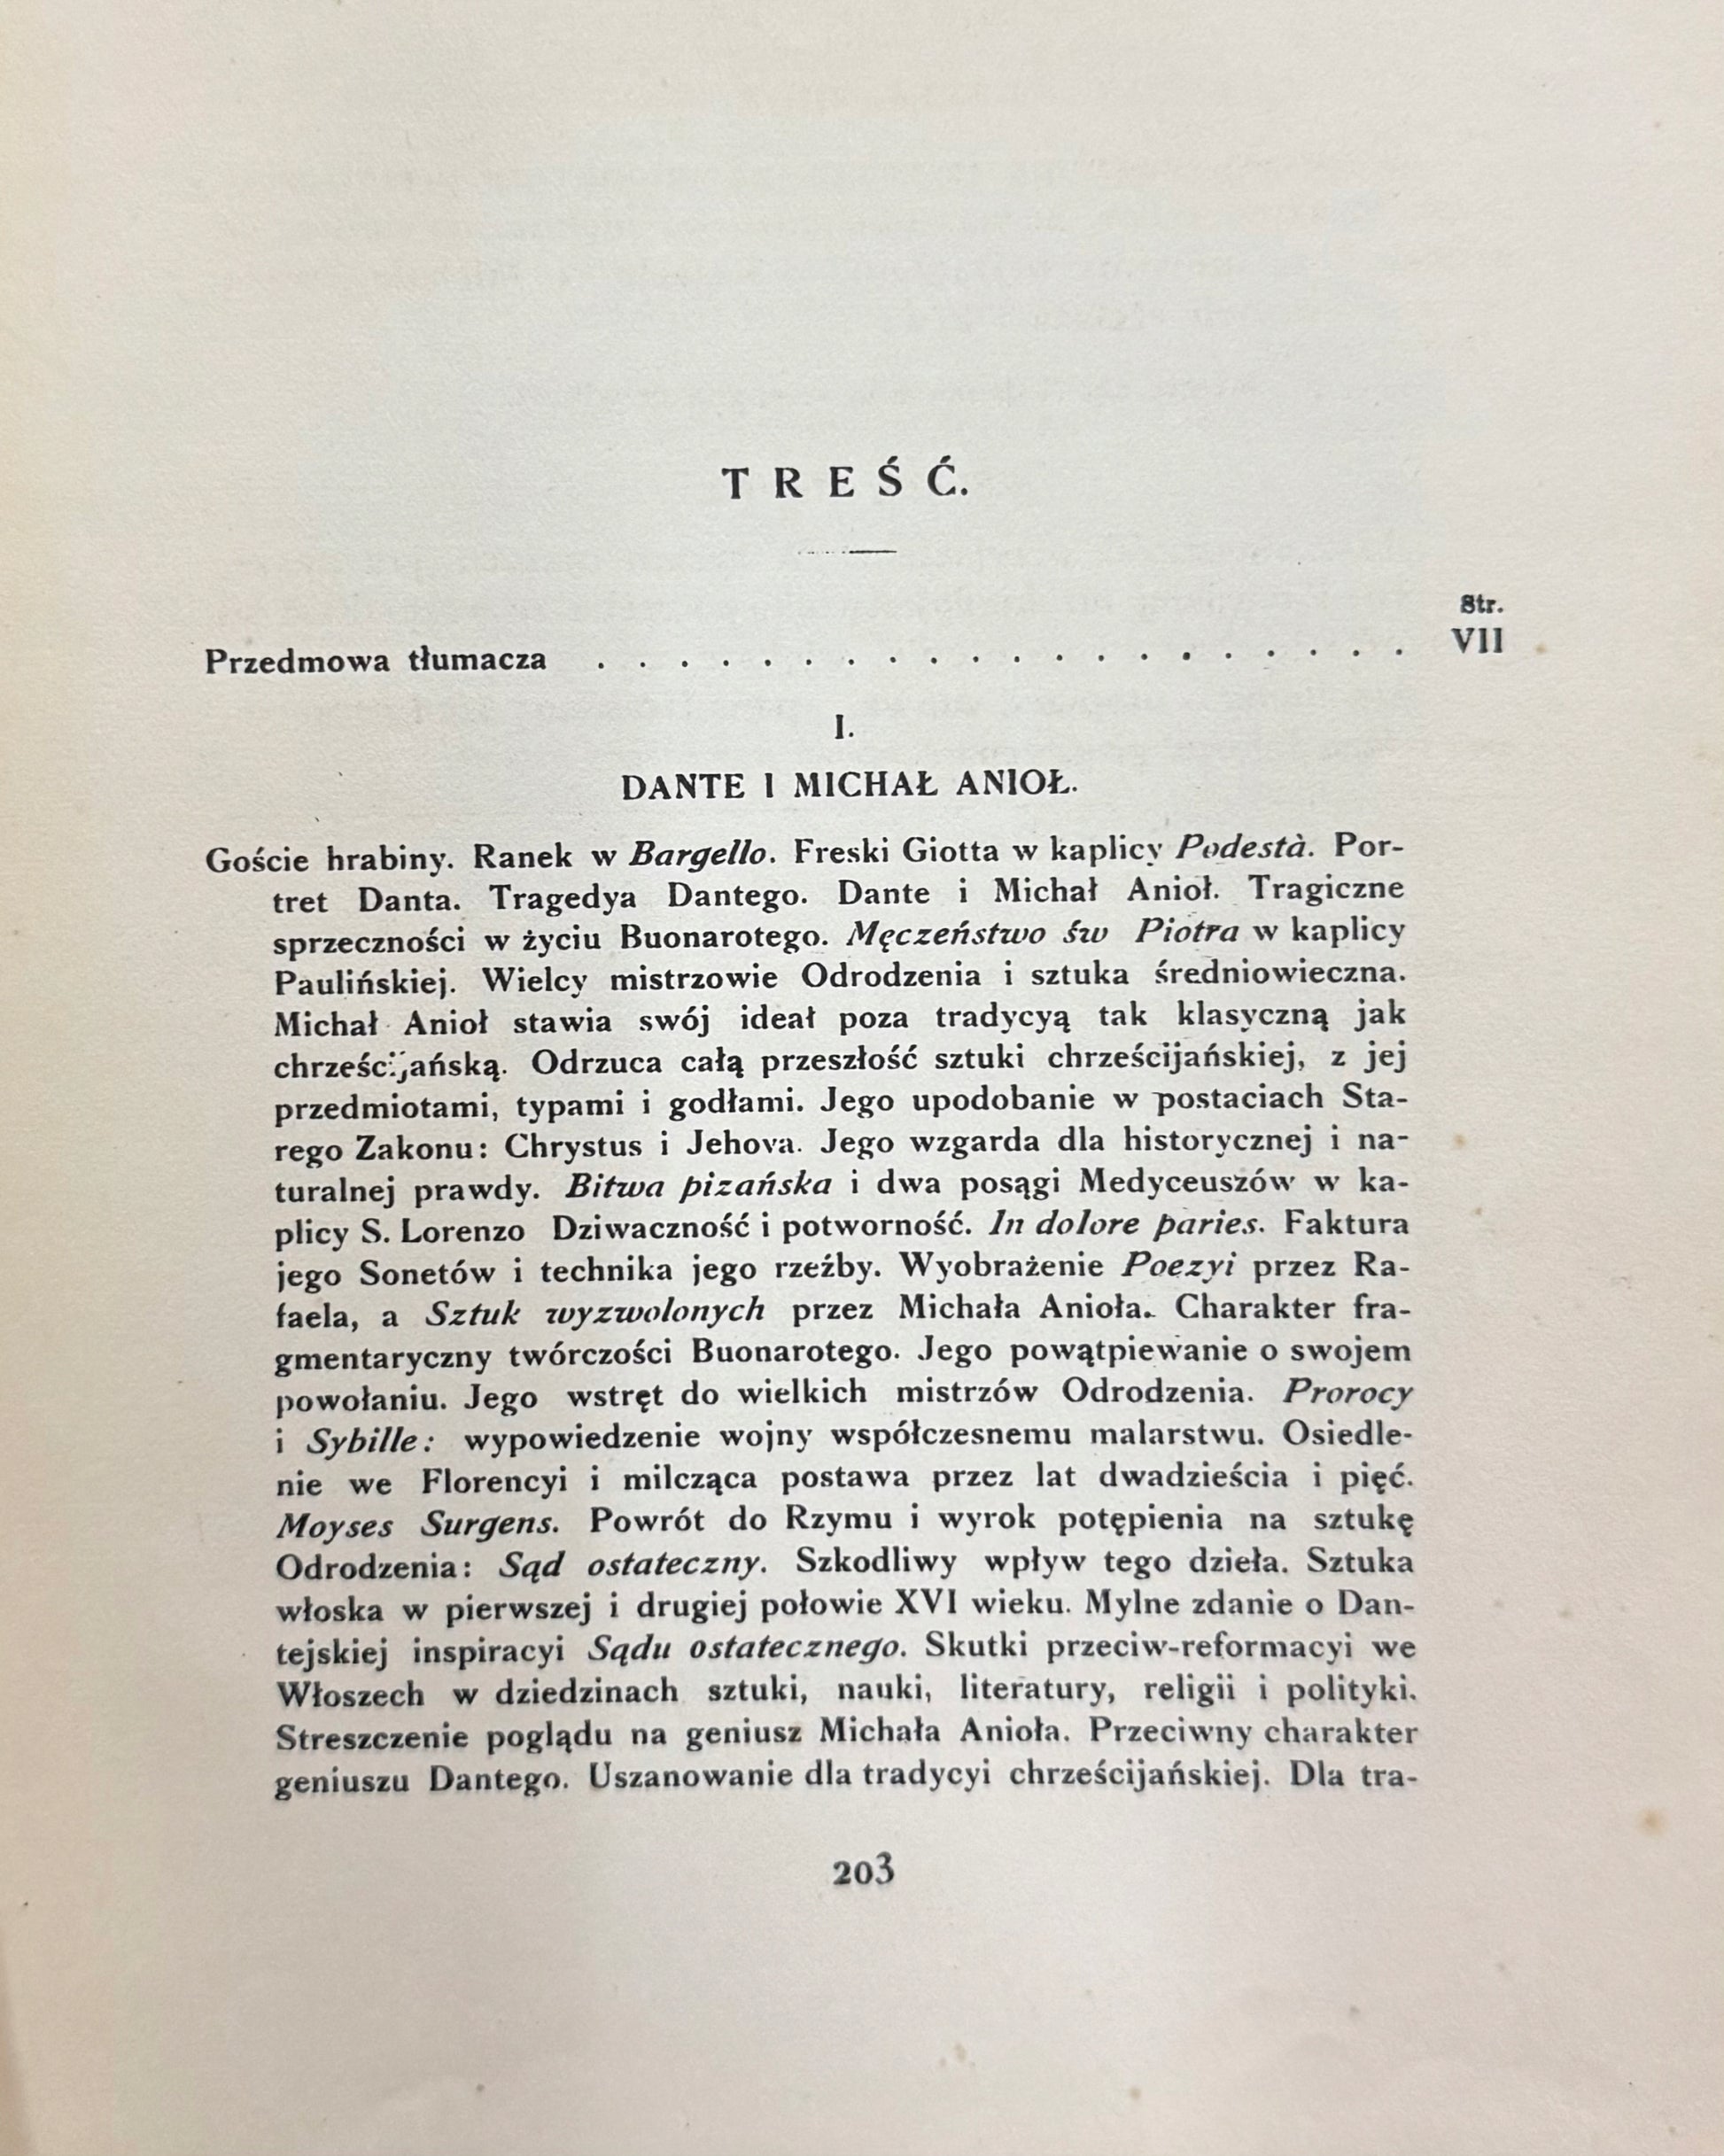 TREŚĆ.
Str.
Przedmowa tłumacza . . . . . . . . . . . . . . . . . . . . VII
I.
DANTE I MICHAŁ ANIOŁ.
Goście hrabiny. Ranek w Bargello. Freski Giotta w kaplicy Podestà. Por-
tret Danta. Tragedya Dantego. Dante i Michał Anioł. Tragiczne
sprzeczności w życiu Buonarotego. Męczeństwo św Piotra w kaplicy
Paulińskiej. Wielcy mistrzowie Odrodzenia i sztuka średniowieczna.
Michał Anioł stawia swój ideał poza tradycyą tak klasyczną jak
chrześcijańską. Odrzuca całą przeszłość sztuki chrześcijańskiej, z jej
przedmiotami, typami i godłami. Jego upodobanie w postaciach Sta-
rego Zakonu: Chrystus i Jehova. Jego wzgarda dla historycznej i na-
turalnej prawdy. Bitwa pizańska i dwa posągi Medyceuszów w ka-
plicy S. Lorenzo Dziwaczność i potworność. In dolore paries. Faktura
jego Sonetów i technika jego rzeźby. Wyobrażenie Poezyi przez Ra-
faela, a Sztuk wyzwolonych przez Michała Anioła. Charakter fra-
gmentaryczny twórczości Buonarotego. Jego powątpiewanie o swojem
powołaniu. Jego wstręt do wielkich mistrzów Odrodzenia. Prorocy
i Sybille: wypowiedzenie wojny współczesnemu malarstwu. Osiedle-
nie we Florencyi i milcząca postawa przez lat dwadzieścia i pięć.
Moyses Surgens. Powrót do Rzymu i wyrok potępienia na sztukę
Odrodzenia: Sąd ostateczny. Szkodliwy wpływ tego dzieła. Sztuka
włoska w pierwszej i drugiej połowie XVI wieku. Mylne zdanie o Dan-
tejskiej inspiracyi Sądu ostatecznego. Skutki przeciw-reformacyi we
Włoszech w dziedzinach sztuki, nauki, literatury, religii i polityki.
Streszczenie poglądu na geniusz Michała Anioła. Przeciwny charakter
geniuszu Dantego. Uszanowanie dla tradycyi chrześcijańskiej. Dla tra-
203